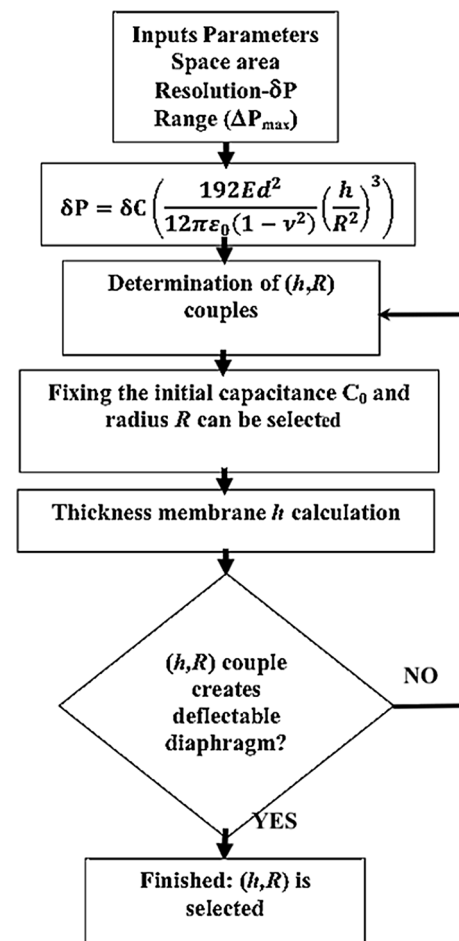 Inputs Parameters
Space area
Resolution-δP
Range (ΔPmax)
δP = δC(192Ed²/12πε₀(1 − ν²) (h/R²)³)
Determination of (h,R)
couples
Fixing the initial capacitance C₀ and
radius R can be selected
Thickness membrane h calculation
(h,R) couple
creates
deflectable
diaphragm?
NO
YES
Finished: (h,R) is
selected